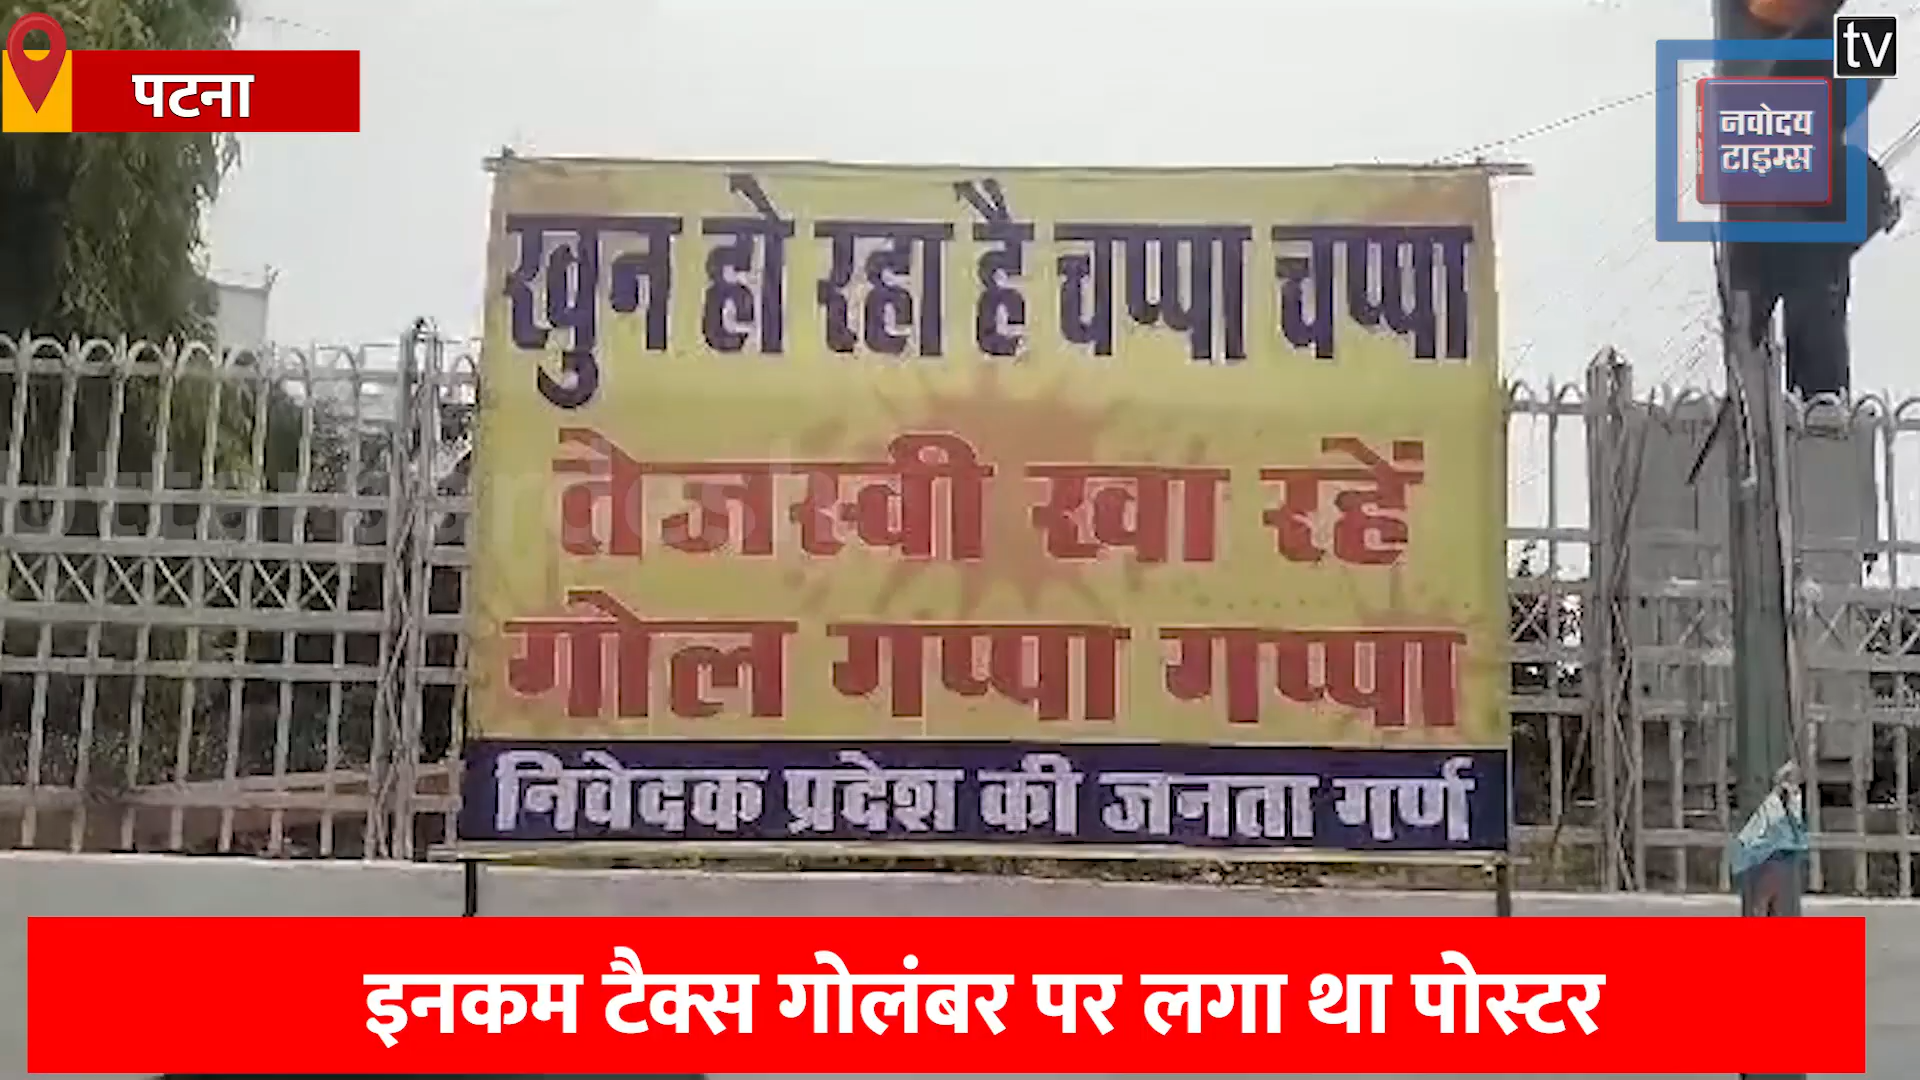 पटना
tv
नवोदय
टाइम्स
खुन हो रहा है चप्पा चप्पा
तेजस्वी खा रहें
गोल गप्पा गप्पा
निवेदक प्रदेश की जनता गर्ण
इनकम टैक्स गोलंबर पर लगा था पोस्टर